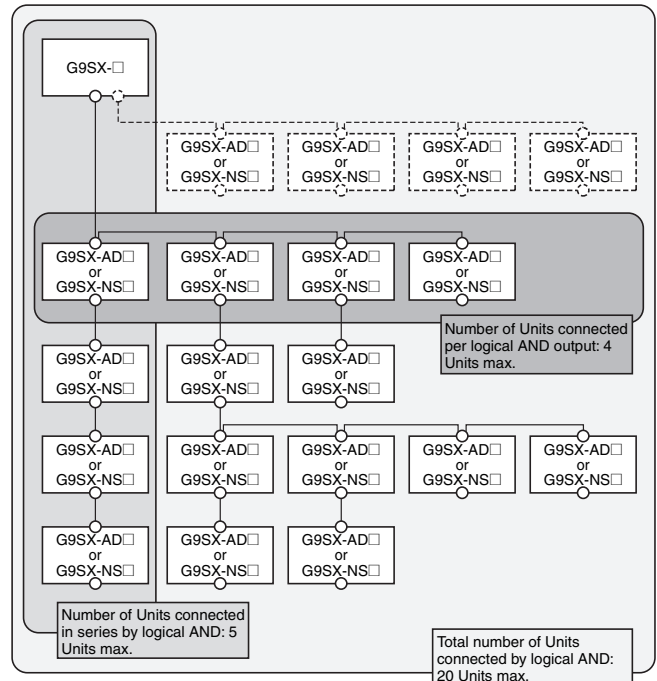 G9SX-□
G9SX-AD□
or
G9SX-NS□
G9SX-AD□
or
G9SX-NS□
G9SX-AD□
or
G9SX-NS□
G9SX-AD□
or
G9SX-NS□
G9SX-AD□
or
G9SX-NS□
G9SX-AD□
or
G9SX-NS□
G9SX-AD□
or
G9SX-NS□
G9SX-AD□
or
G9SX-NS□
Number of Units connected
per logical AND output: 4
Units max.
G9SX-AD□
or
G9SX-NS□
G9SX-AD□
or
G9SX-NS□
G9SX-AD□
or
G9SX-NS□
G9SX-AD□
or
G9SX-NS□
G9SX-AD□
or
G9SX-NS□
G9SX-AD□
or
G9SX-NS□
G9SX-AD□
or
G9SX-NS□
G9SX-AD□
or
G9SX-NS□
G9SX-AD□
or
G9SX-NS□
G9SX-AD□
or
G9SX-NS□
G9SX-AD□
or
G9SX-NS□
Number of Units connected
in series by logical AND: 5
Units max.
Total number of Units
connected by logical AND:
20 Units max.